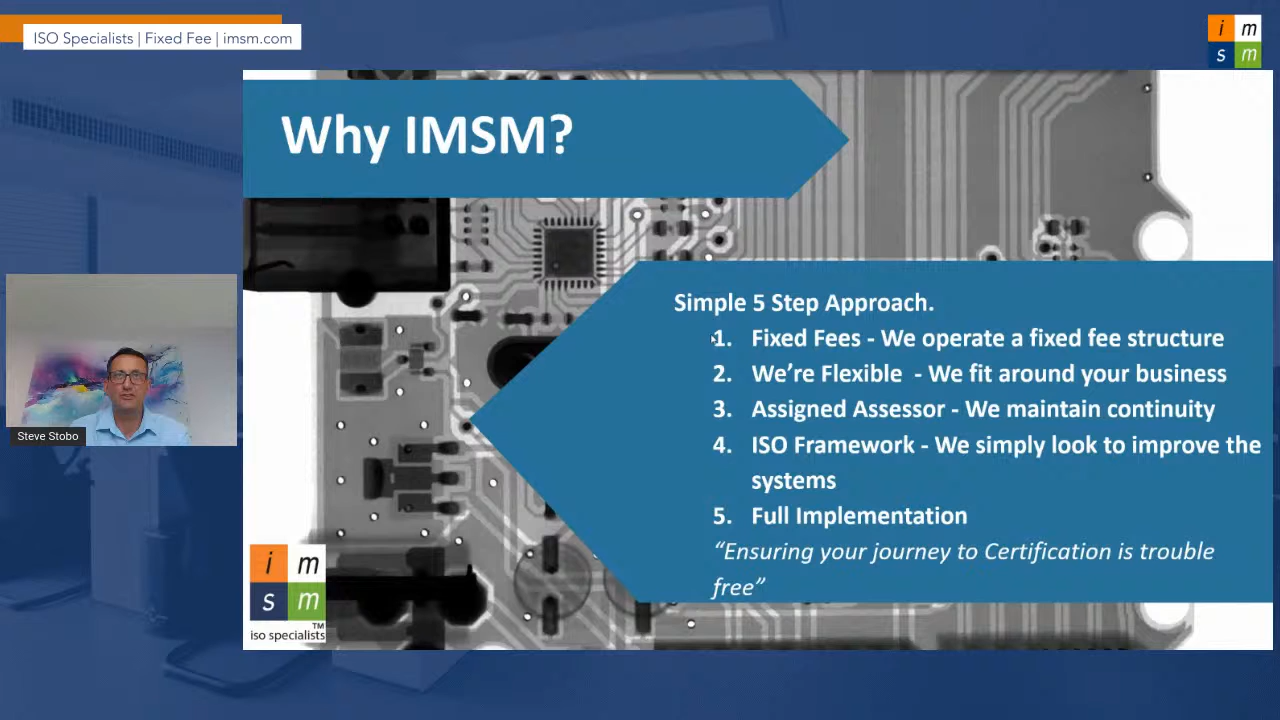 ISO Specialists | Fixed Fee | imsm.com
i m
s m
Why IMSM?
Simple 5 Step Approach.
1. Fixed Fees - We operate a fixed fee structure
2. We're Flexible - We fit around your business
3. Assigned Assessor - We maintain continuity
4. ISO Framework - We simply look to improve the
systems
5. Full Implementation
“Ensuring your journey to Certification is trouble
free”
Steve Stobo
i m
s m
TM
iso specialists